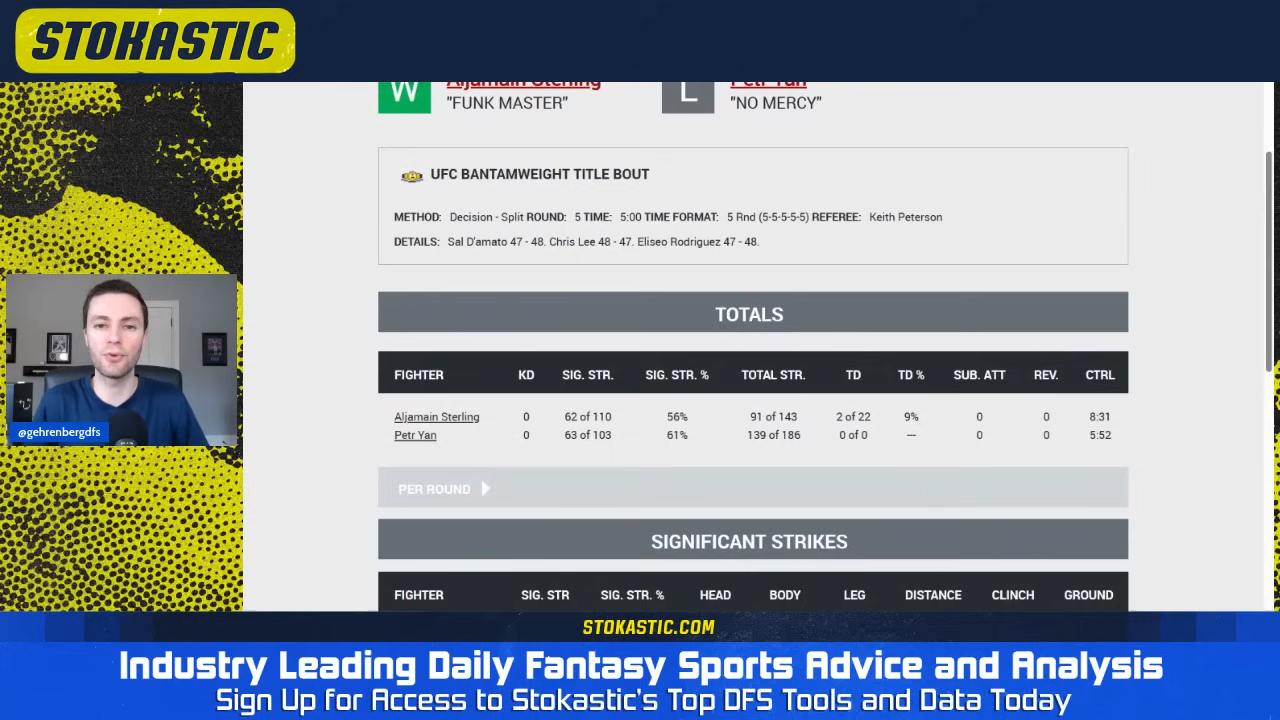 STOKASTIC
W Aljamain Sterling L Petr Yan
"FUNK MASTER" "NO MERCY"
UFC BANTAMWEIGHT TITLE BOUT
METHOD: Decision - Split ROUND: 5 TIME: 5:00 TIME FORMAT: 5 Rnd (5-5-5-5-5) REFEREE: Keith Peterson
DETAILS: Sal D'amato 47 - 48. Chris Lee 48 - 47. Eliseo Rodriguez 47 - 48.
TOTALS
FIGHTER KD SIG. STR. SIG. STR. % TOTAL STR. TD TD % SUB. ATT REV. CTRL
Aljamain Sterling 0 62 of 110 56% 91 of 143 2 of 22 9% 0 0 8:31
Petr Yan 0 63 of 103 61% 139 of 186 0 of 0 --- 0 0 5:52
@gehrenbergdfs
PER ROUND
SIGNIFICANT STRIKES
FIGHTER SIG. STR SIG. STR. % HEAD BODY LEG DISTANCE CLINCH GROUND
STOKASTIC.COM
Industry Leading Daily Fantasy Sports Advice and Analysis
Sign Up for Access to Stokastic's Top DFS Tools and Data Today